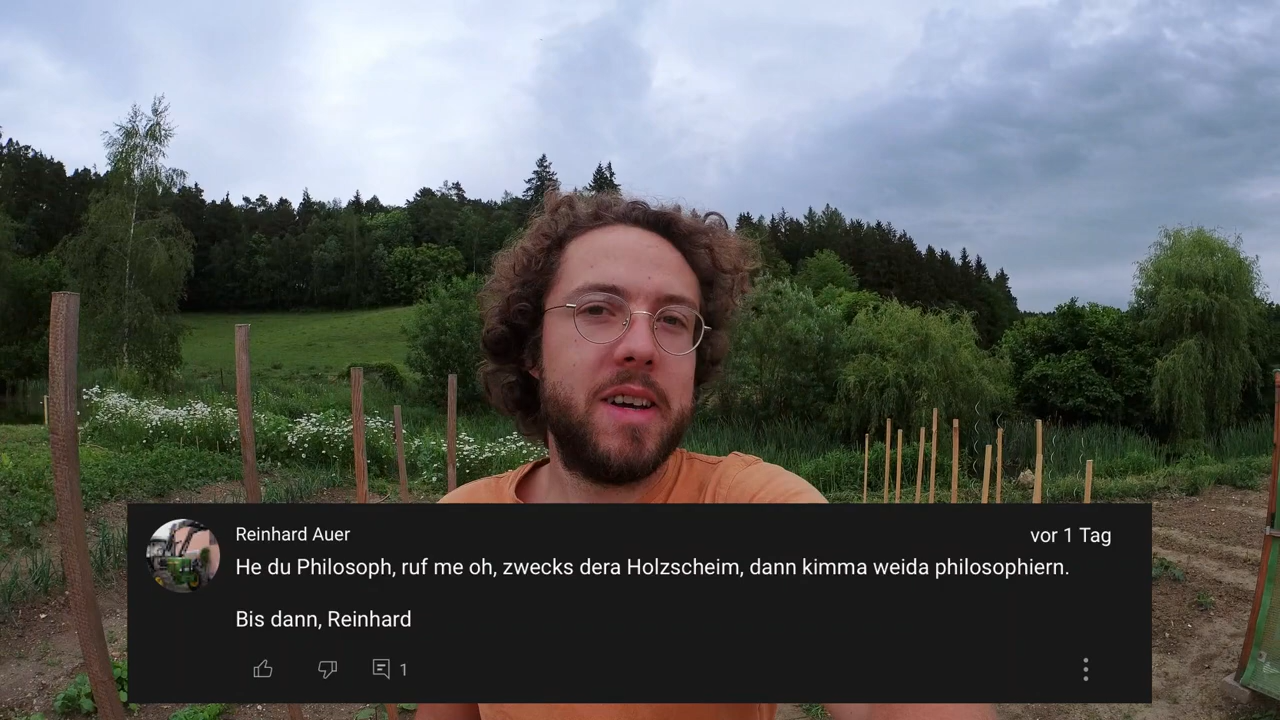 Reinhard Auer
vor 1 Tag
He du Philosoph, ruf me oh, zwecks dera Holzscheim, dann kimma weida philosophiern.
Bis dann, Reinhard
1